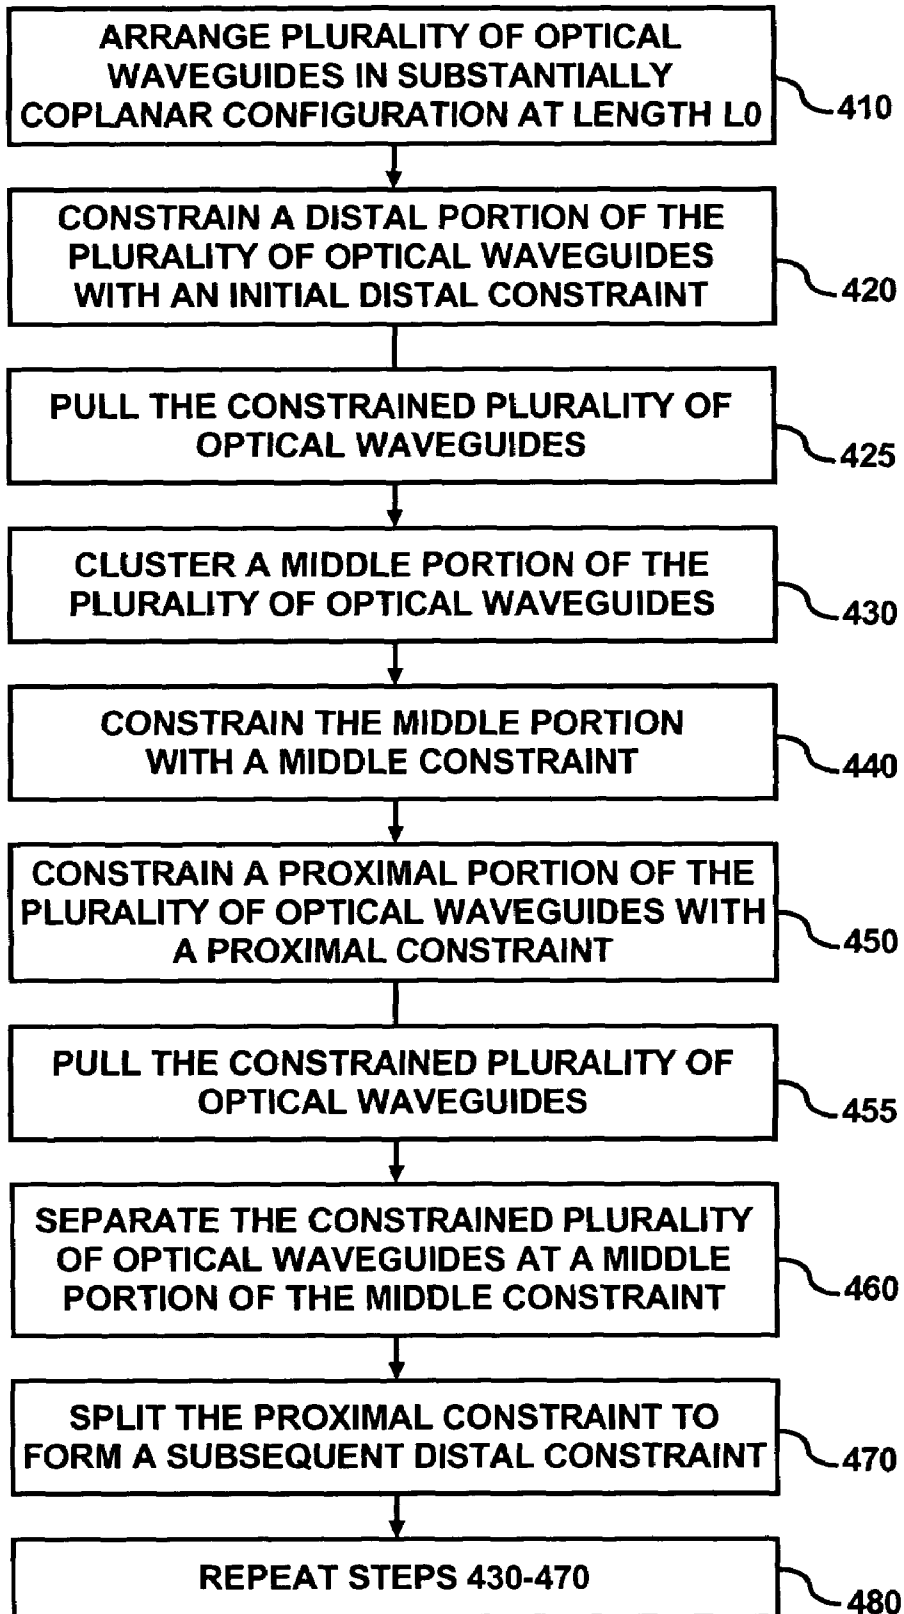 ARRANGE PLURALITY OF OPTICAL
WAVEGUIDES IN SUBSTANTIALLY
COPLANAR CONFIGURATION AT LENGTH L0
410
CONSTRAIN A DISTAL PORTION OF THE
PLURALITY OF OPTICAL WAVEGUIDES
WITH AN INITIAL DISTAL CONSTRAINT
420
PULL THE CONSTRAINED PLURALITY OF
OPTICAL WAVEGUIDES
425
CLUSTER A MIDDLE PORTION OF THE
PLURALITY OF OPTICAL WAVEGUIDES
430
CONSTRAIN THE MIDDLE PORTION
WITH A MIDDLE CONSTRAINT
440
CONSTRAIN A PROXIMAL PORTION OF THE
PLURALITY OF OPTICAL WAVEGUIDES WITH
A PROXIMAL CONSTRAINT
450
PULL THE CONSTRAINED PLURALITY OF
OPTICAL WAVEGUIDES
455
SEPARATE THE CONSTRAINED PLURALITY
OF OPTICAL WAVEGUIDES AT A MIDDLE
PORTION OF THE MIDDLE CONSTRAINT
460
SPLIT THE PROXIMAL CONSTRAINT TO
FORM A SUBSEQUENT DISTAL CONSTRAINT
470
REPEAT STEPS 430-470
480